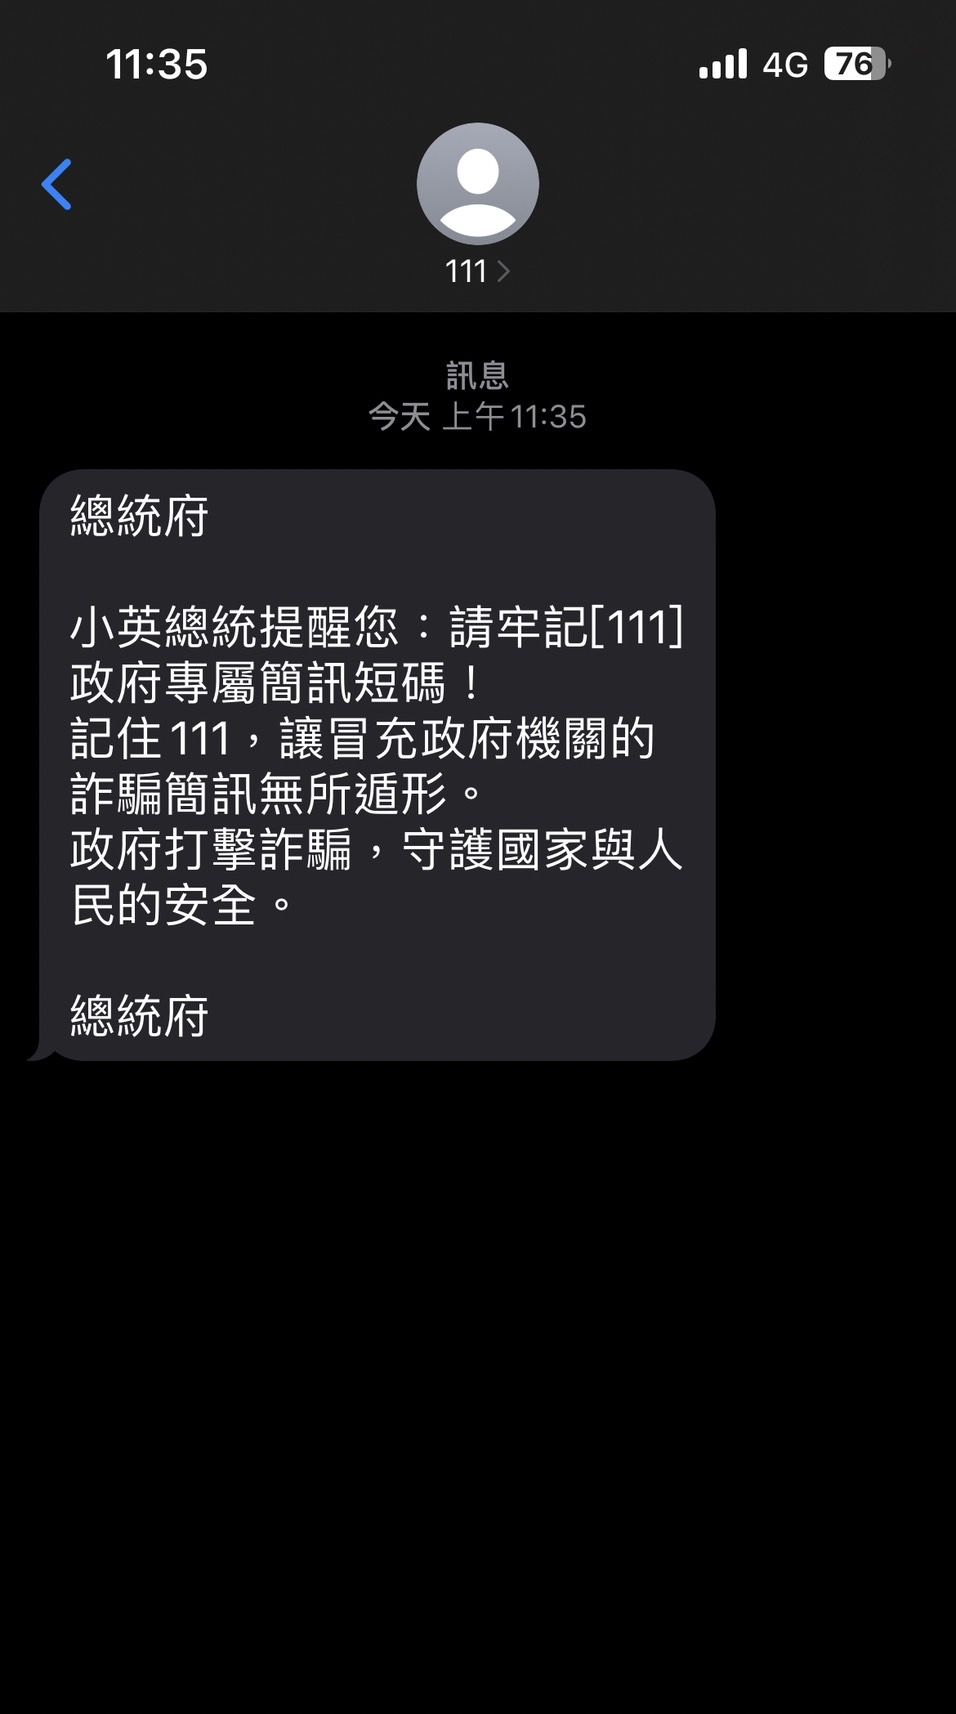 11:35
4G
76
111
訊息
今天 上午11:35
總統府
小英總統提醒您：請牢記[111]
政府專屬簡訊短碼！
記住111，讓冒充政府機關的
詐騙簡訊無所遁形。
政府打擊詐騙，守護國家與人
民的安全。
總統府